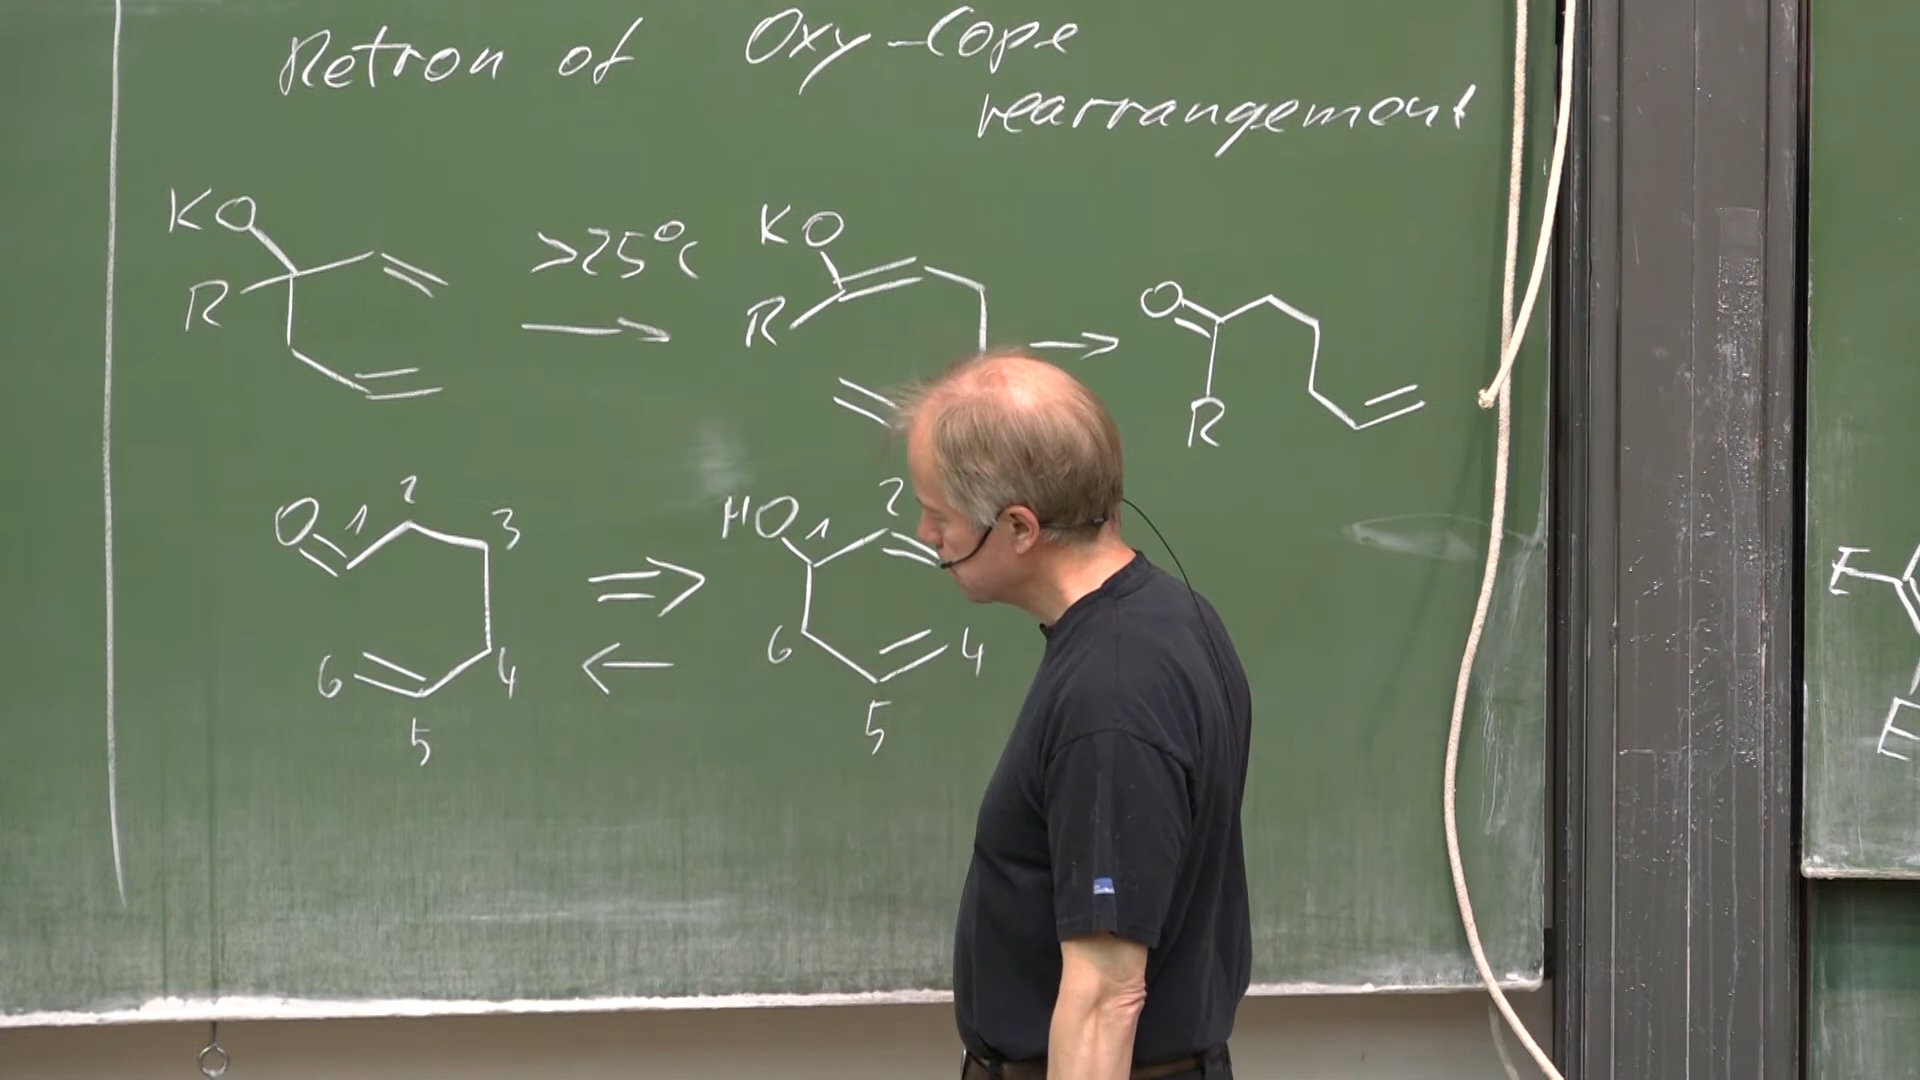 Retron of Oxy-Cope
rearrangement
KO
R
>25°C
KO
R
O
R
O 1 2 3
6 5 4
HO 1 2
6 5 4
E
E